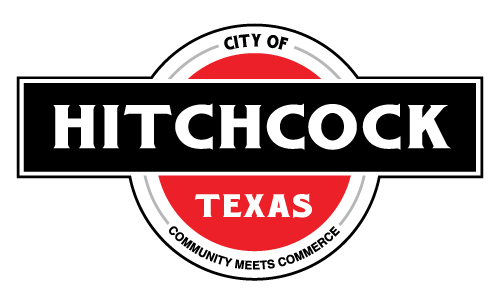 CITY OF
HITCHCOCK
TEXAS
COMMUNITY MEETS COMMERCE